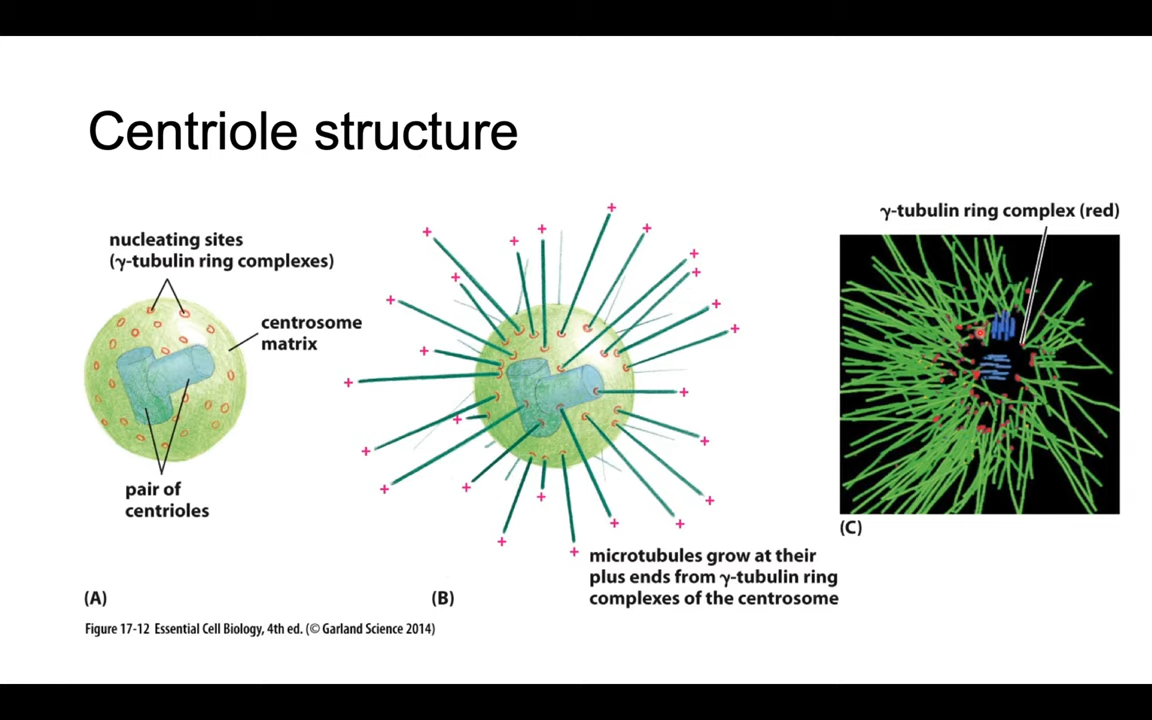 Centriole structure
nucleating sites
(γ-tubulin ring complexes)
centrosome
matrix
pair of
centrioles
(A)
+ + + + + + + + + + + + + + + + + + + + + + + + +
microtubules grow at their
plus ends from γ-tubulin ring
complexes of the centrosome
(B)
γ-tubulin ring complex (red)
(C)
Figure 17-12 Essential Cell Biology, 4th ed. (© Garland Science 2014)